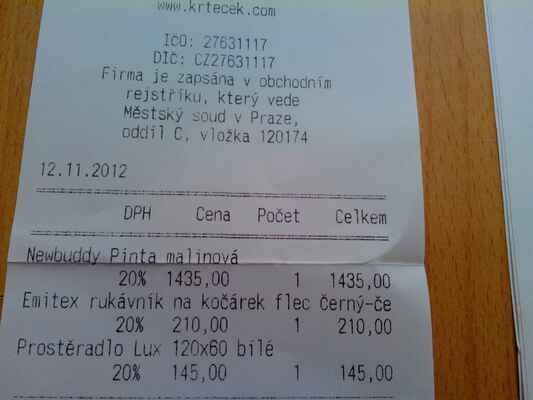 www.krtecek.com
IčO: 27631117
DIČ: CZ27631117
Firma je zapsána v obchodním
rejstříku, který vede
Městský soud v Praze,
oddíl C, vložka 120174
12.11.2012
DPH Cena Počet Celkem
Newbuddy Pinta malinová
20% 1435,00 1 1435,00
Emitex rukávník na kočárek flec černý-če
20% 210,00 1 210,00
Prostěradlo Lux 120x60 bílé
20% 145,00 1 145,00